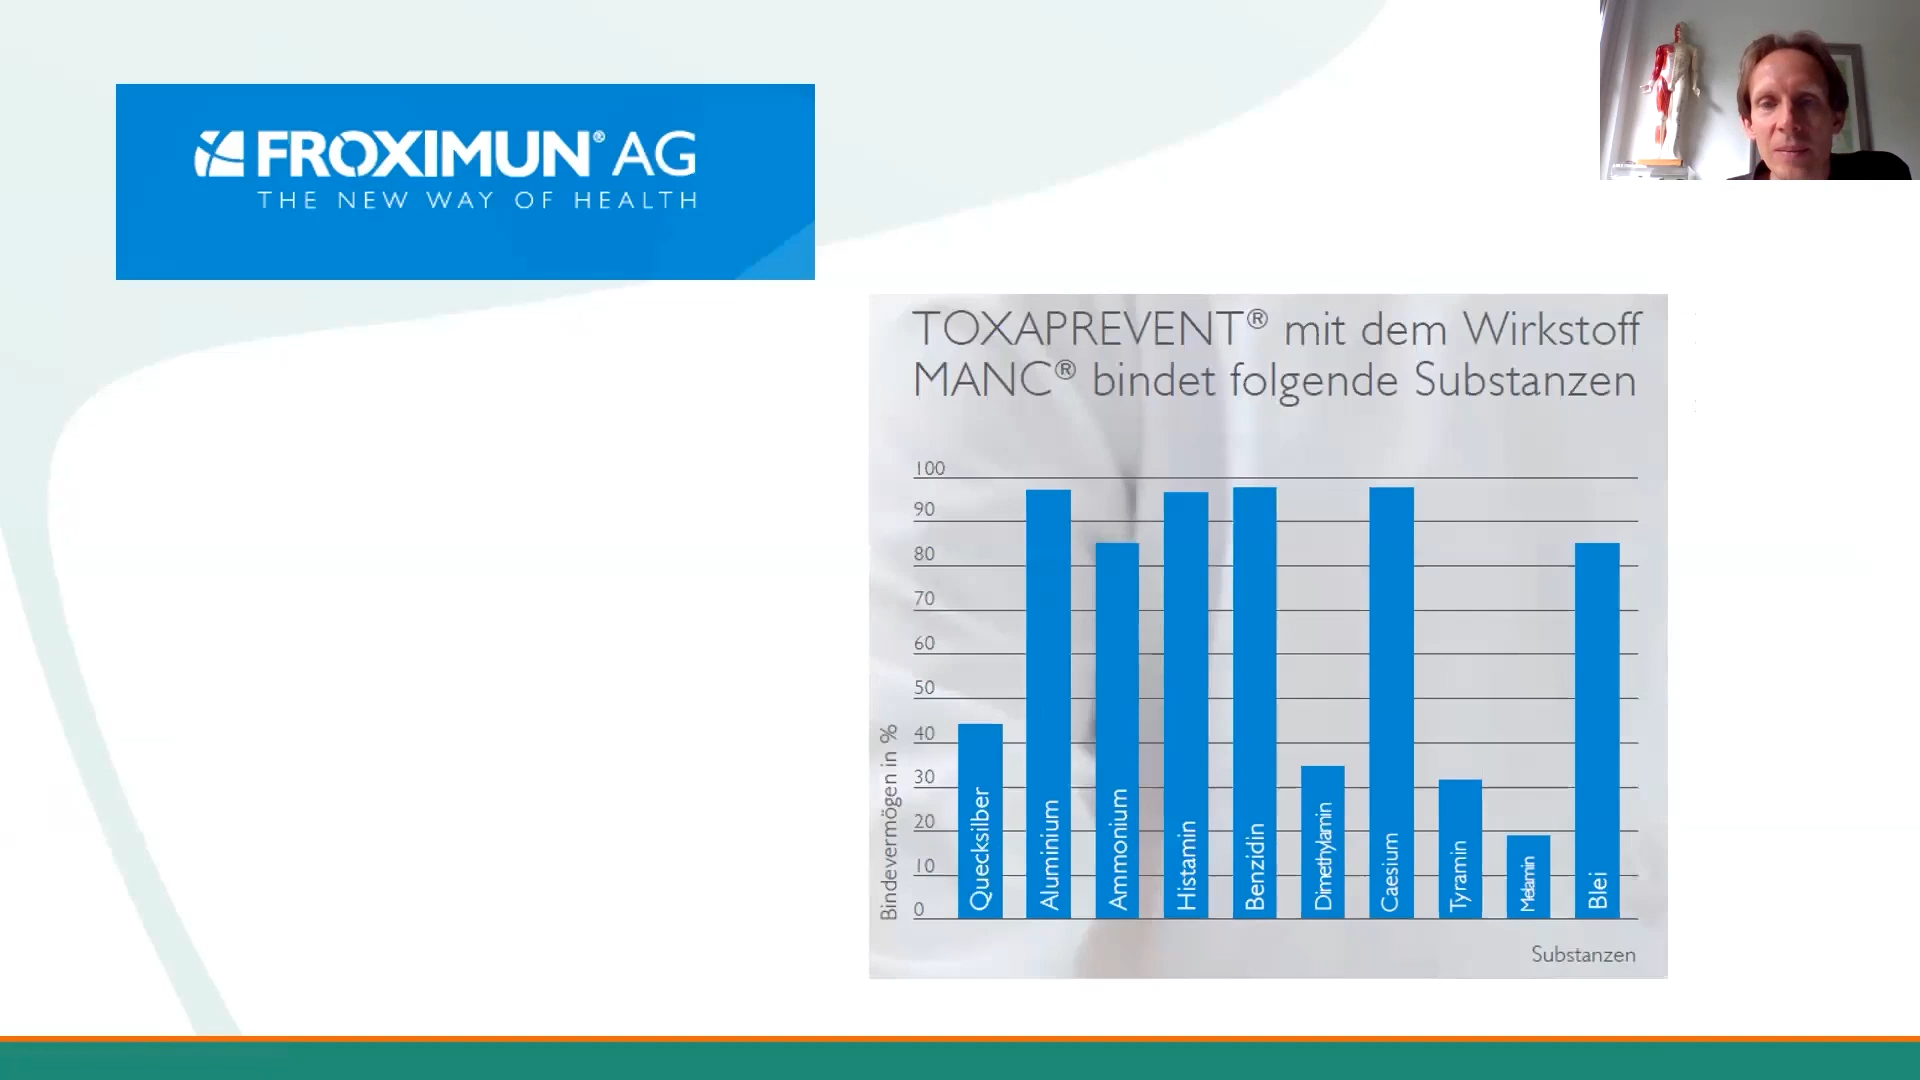 FROXIMUN® AG
THE NEW WAY OF HEALTH
TOXAPREVENT® mit dem Wirkstoff
MANC® bindet folgende Substanzen
100
90
80
70
60
50
40
30
20
10
0
Bindevermögen in %
Quecksilber
Aluminium
Ammonium
Histamin
Benzidin
Dimethylamin
Caesium
Tyramin
Melamin
Blei
Substanzen